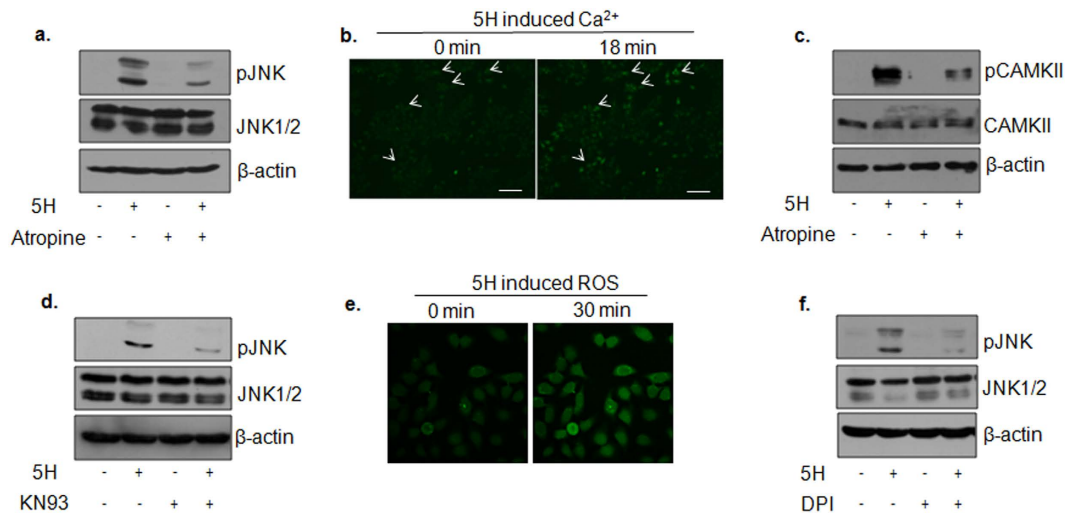 a.
pJNK
JNK1/2
β-actin
5H - + - +
Atropine - - + +
5H induced Ca2+
b.
0 min 18 min
c.
pCAMKII
CAMKII
β-actin
5H - + - +
Atropine - - + +
d.
pJNK
JNK1/2
β-actin
5H - + - +
KN93 - - + +
5H induced ROS
e.
0 min 30 min
f.
pJNK
JNK1/2
β-actin
5H - + - +
DPI - - + +